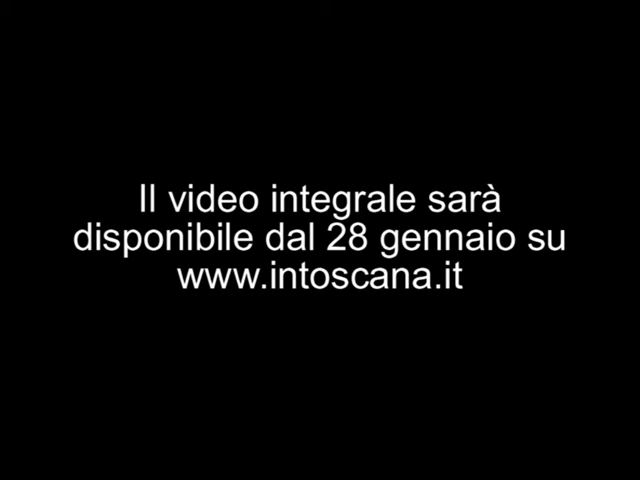 Il video integrale sarà
disponibile dal 28 gennaio su
www.intoscana.it